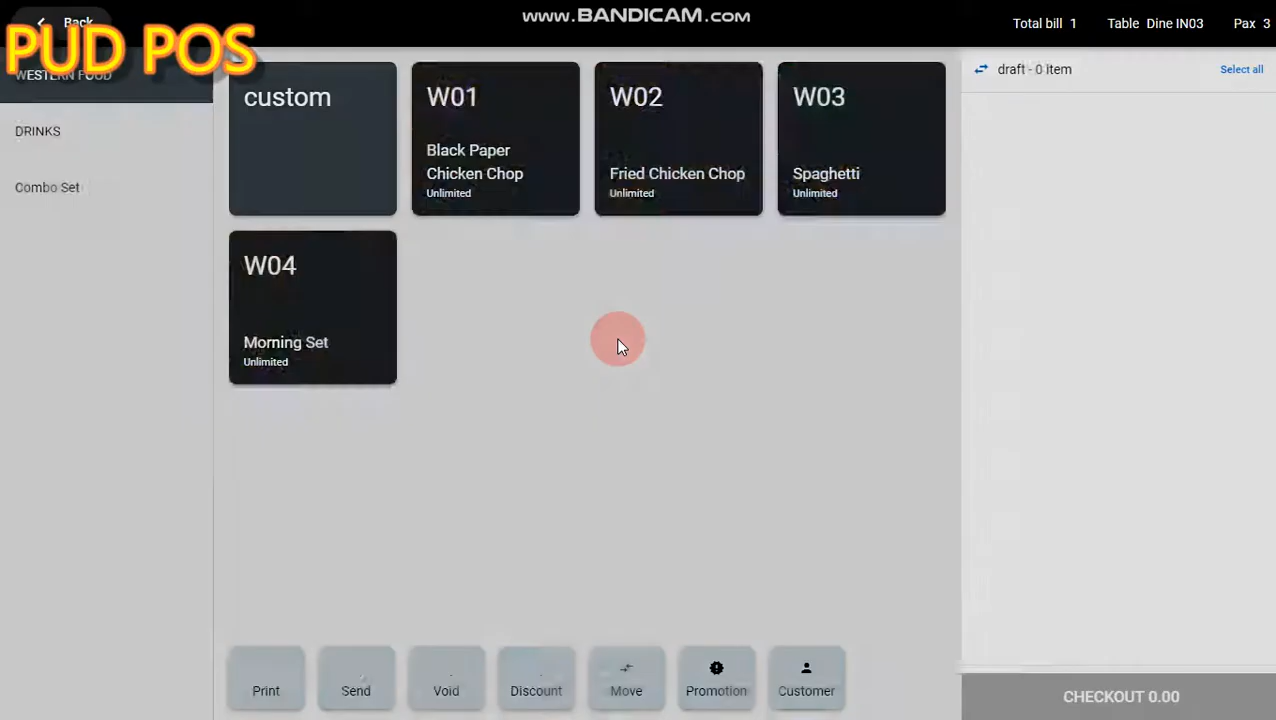 Back
www.BANDICAM.COM
Total bill 1 Table Dine IN03 Pax 3
PUD POS
WESTERN FOOD
DRINKS
Combo Set
custom
W01
Black Paper
Chicken Chop
Unlimited
W02
Fried Chicken Chop
Unlimited
W03
Spaghetti
Unlimited
W04
Morning Set
Unlimited
draft - 0 Item
Select all
Print
Send
Void
Discount
Move
Promotion
Customer
CHECKOUT 0.00